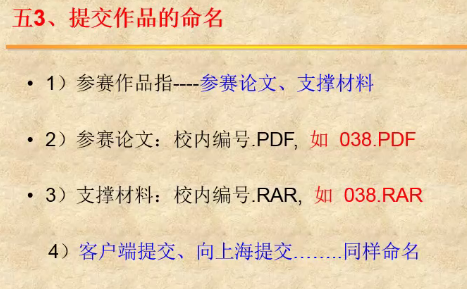 五3、提交作品的命名
• 1）参赛作品指----参赛论文、支撑材料
• 2）参赛论文：校内编号.PDF, 如 038.PDF
• 3）支撑材料：校内编号.RAR, 如 038.RAR
4）客户端提交、向上海提交........同样命名